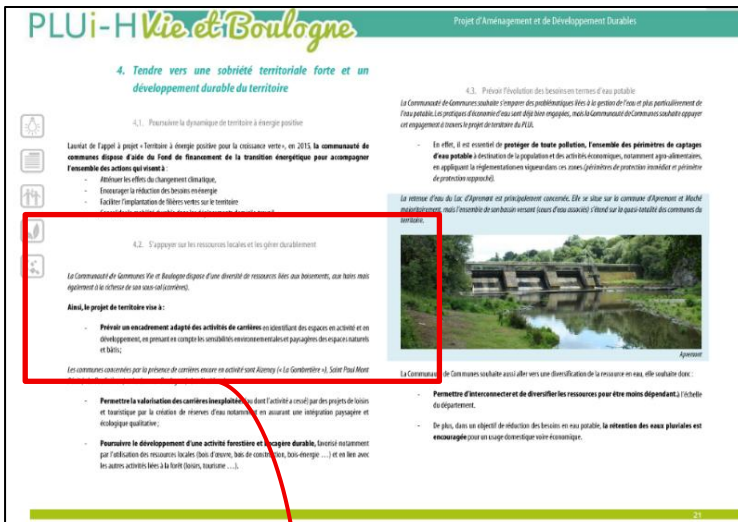 PLUi-H Vie et Boulogne
Projet d'Aménagement et de Développement Durables
4. Tendre vers une sobriété territoriale forte et un
développement durable du territoire
4.1. Poursuivre la dynamique de territoire à énergie positive
Lauréat de l'appel à projet « Territoire à énergie positive pour la croissance verte », en 2015, la communauté de
communes dispose d'aide du Fond de financement de la transition énergétique pour accompagner
l'ensemble des actions qui visent à :
- Atténuer les effets du changement climatique,
- Encourager la réduction des besoins en énergie
- Faciliter l'implantation de filières vertes sur le territoire
4.2. S'appuyer sur les ressources locales et les gérer durablement
La Communauté de Communes Vie et Boulogne dispose d'une diversité de ressources liées aux boisements, aux haies mais
également à la richesse de son sous-sol (carrières).
Ainsi, le projet de territoire vise à :
- Prévoir un encadrement adapté des activités de carrières en identifiant des espaces en activité et en
développement, en prenant en compte les sensibilités environnementales et paysagères des espaces naturels
et bâtis ;
Les communes concernées par la présence de carrières encore en activité sont Aizenay (« La Gombretière »), Saint Paul Mont
- Permettre la valorisation des carrières inexploitées (ou dont l'activité a cessé) par des projets de loisirs
et touristique par la création de réserves d'eau notamment en assurant une intégration paysagère et
écologique qualitative ;
- Poursuivre le développement d'une activité forestière et bocagère durable, favorisé notamment
par l'utilisation des ressources locales (bois d'œuvre, bois de construction, bois-énergie …) et en lien avec
les autres activités liées à la forêt (loisirs, tourisme ….).
4.3. Prévoir l'évolution des besoins en termes d'eau potable
La Communauté de Communes souhaite s'emparer des problématiques liées à la gestion de l'eau et plus particulièrement de
l'eau potable. Les pratiques d'économie d'eau sont déjà bien engagées, mais la Communauté de Communes souhaite appuyer
cet engagement à travers le projet de territoire du PLUi.
- En effet, il est essentiel de protéger de toute pollution, l'ensemble des périmètres de captages
d'eau potable à destination de la population et des activités économiques, notamment agro-alimentaires,
en appliquant la réglementation en vigueur dans ces zones (périmètres de protection immédiat et périmètre
de protection rapproché).
La retenue d'eau du Lac d'Apremont est principalement concernée. Elle se situe sur la commune d'Apremont et Maché
majoritairement, mais l'ensemble de son bassin versant (cours d'eau associés) s'étend sur la quasi-totalité des communes du
territoire.
Apremont
La Communauté de Communes souhaite aussi aller vers une diversification de la ressource en eau, elle souhaite donc :
- Permettre d'interconnecter et de diversifier les ressources pour être moins dépendant à l'échelle
du département.
- De plus, dans un objectif de réduction des besoins en eau potable, la rétention des eaux pluviales est
encouragée pour un usage domestique voire économique.
21